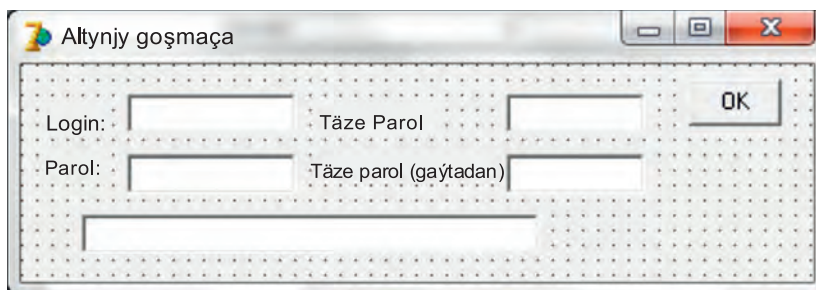 Altynjy goşmaça
Login: Täze Parol OK
Parol: Täze parol (gaýtadan)